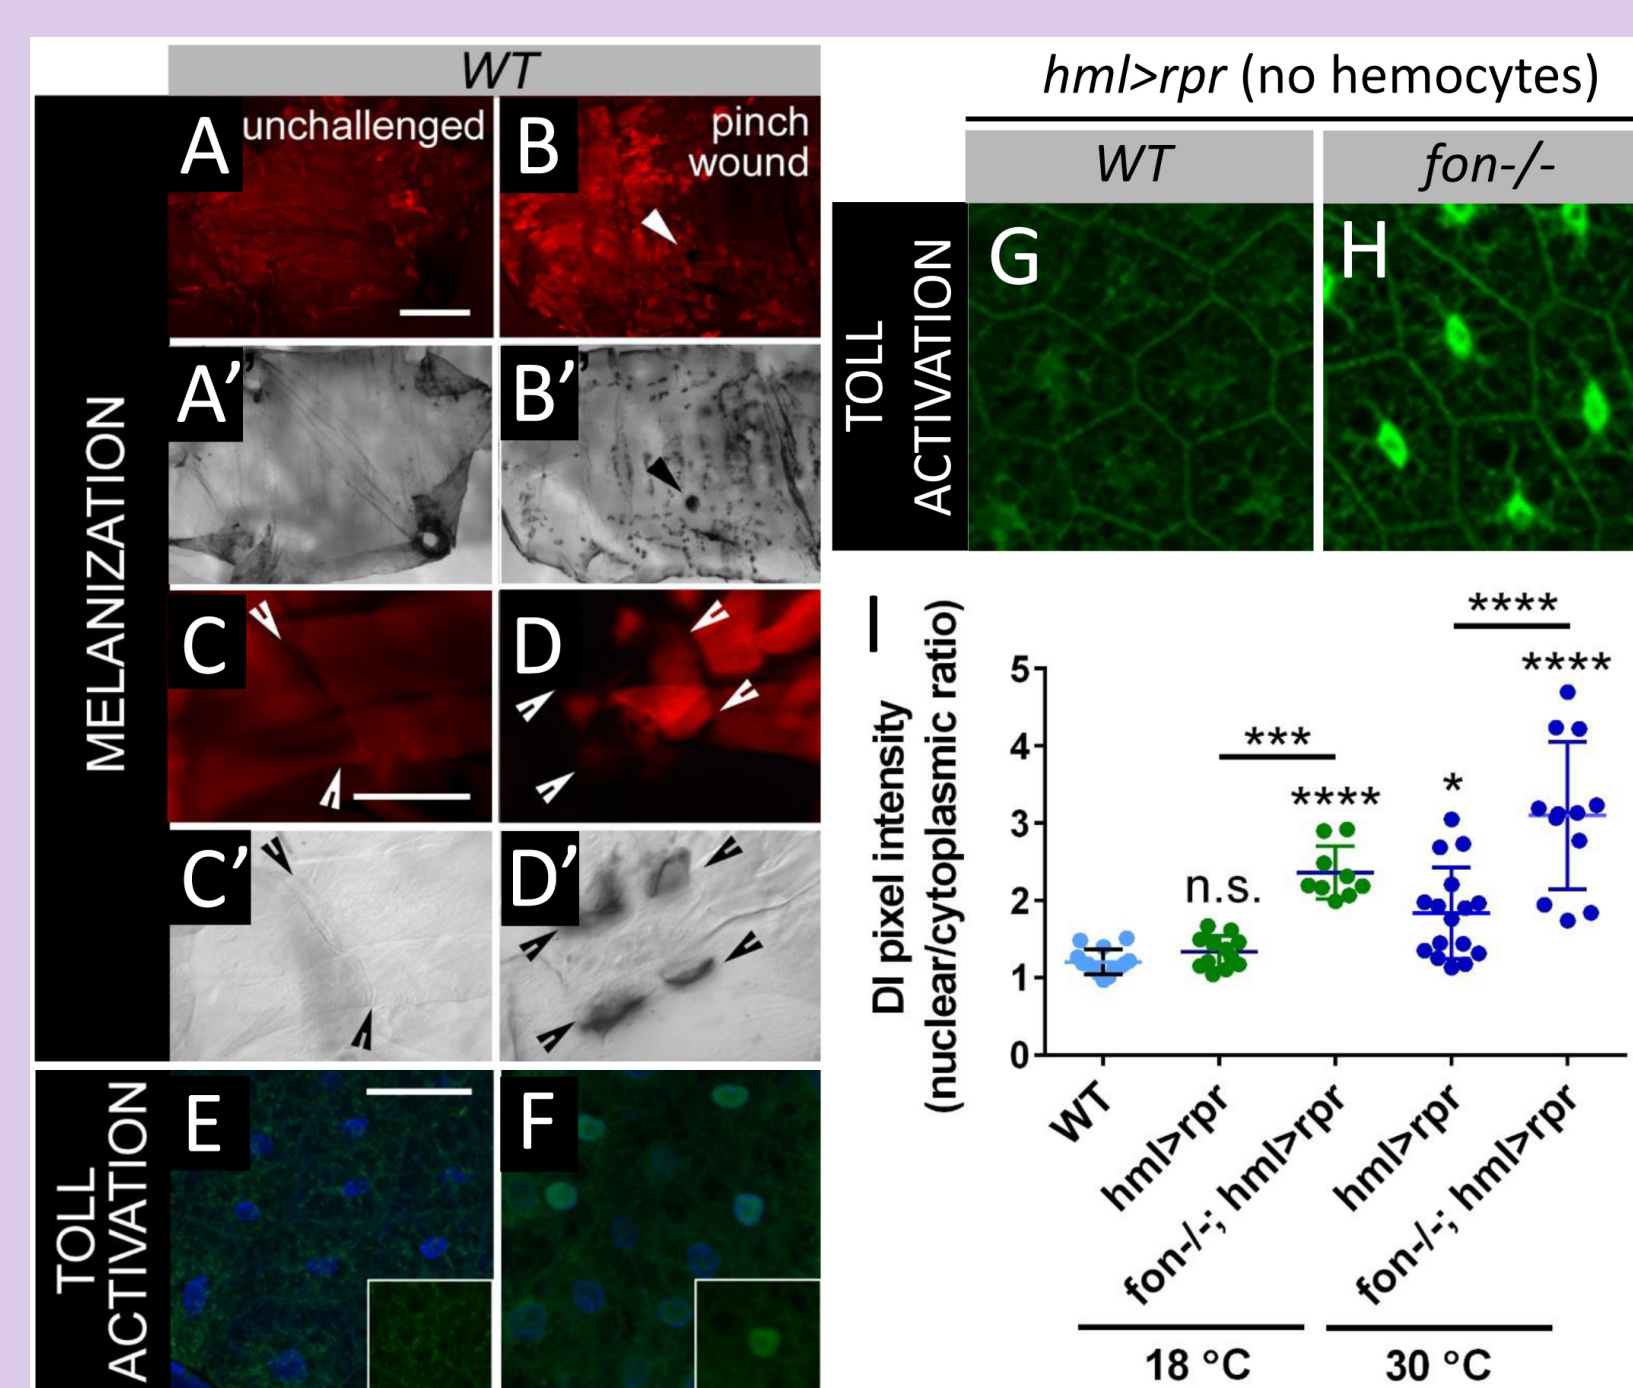 WT
A
unchallenged
B
pinch
wound
A’
B’
C
D
C’
D’
MELANIZATION
E
F
TOLL
ACTIVATION
hml>rpr (no hemocytes)
WT
fon-/-
G
H
TOLL
ACTIVATION
I
DI pixel intensity
(nuclear/cytoplasmic ratio)
5
4
3
2
1
0
n.s.
***
****
*
****
****
WT
hml>rpr
fon-/-; hml>rpr
hml>rpr
fon-/-; hml>rpr
18 °C
30 °C